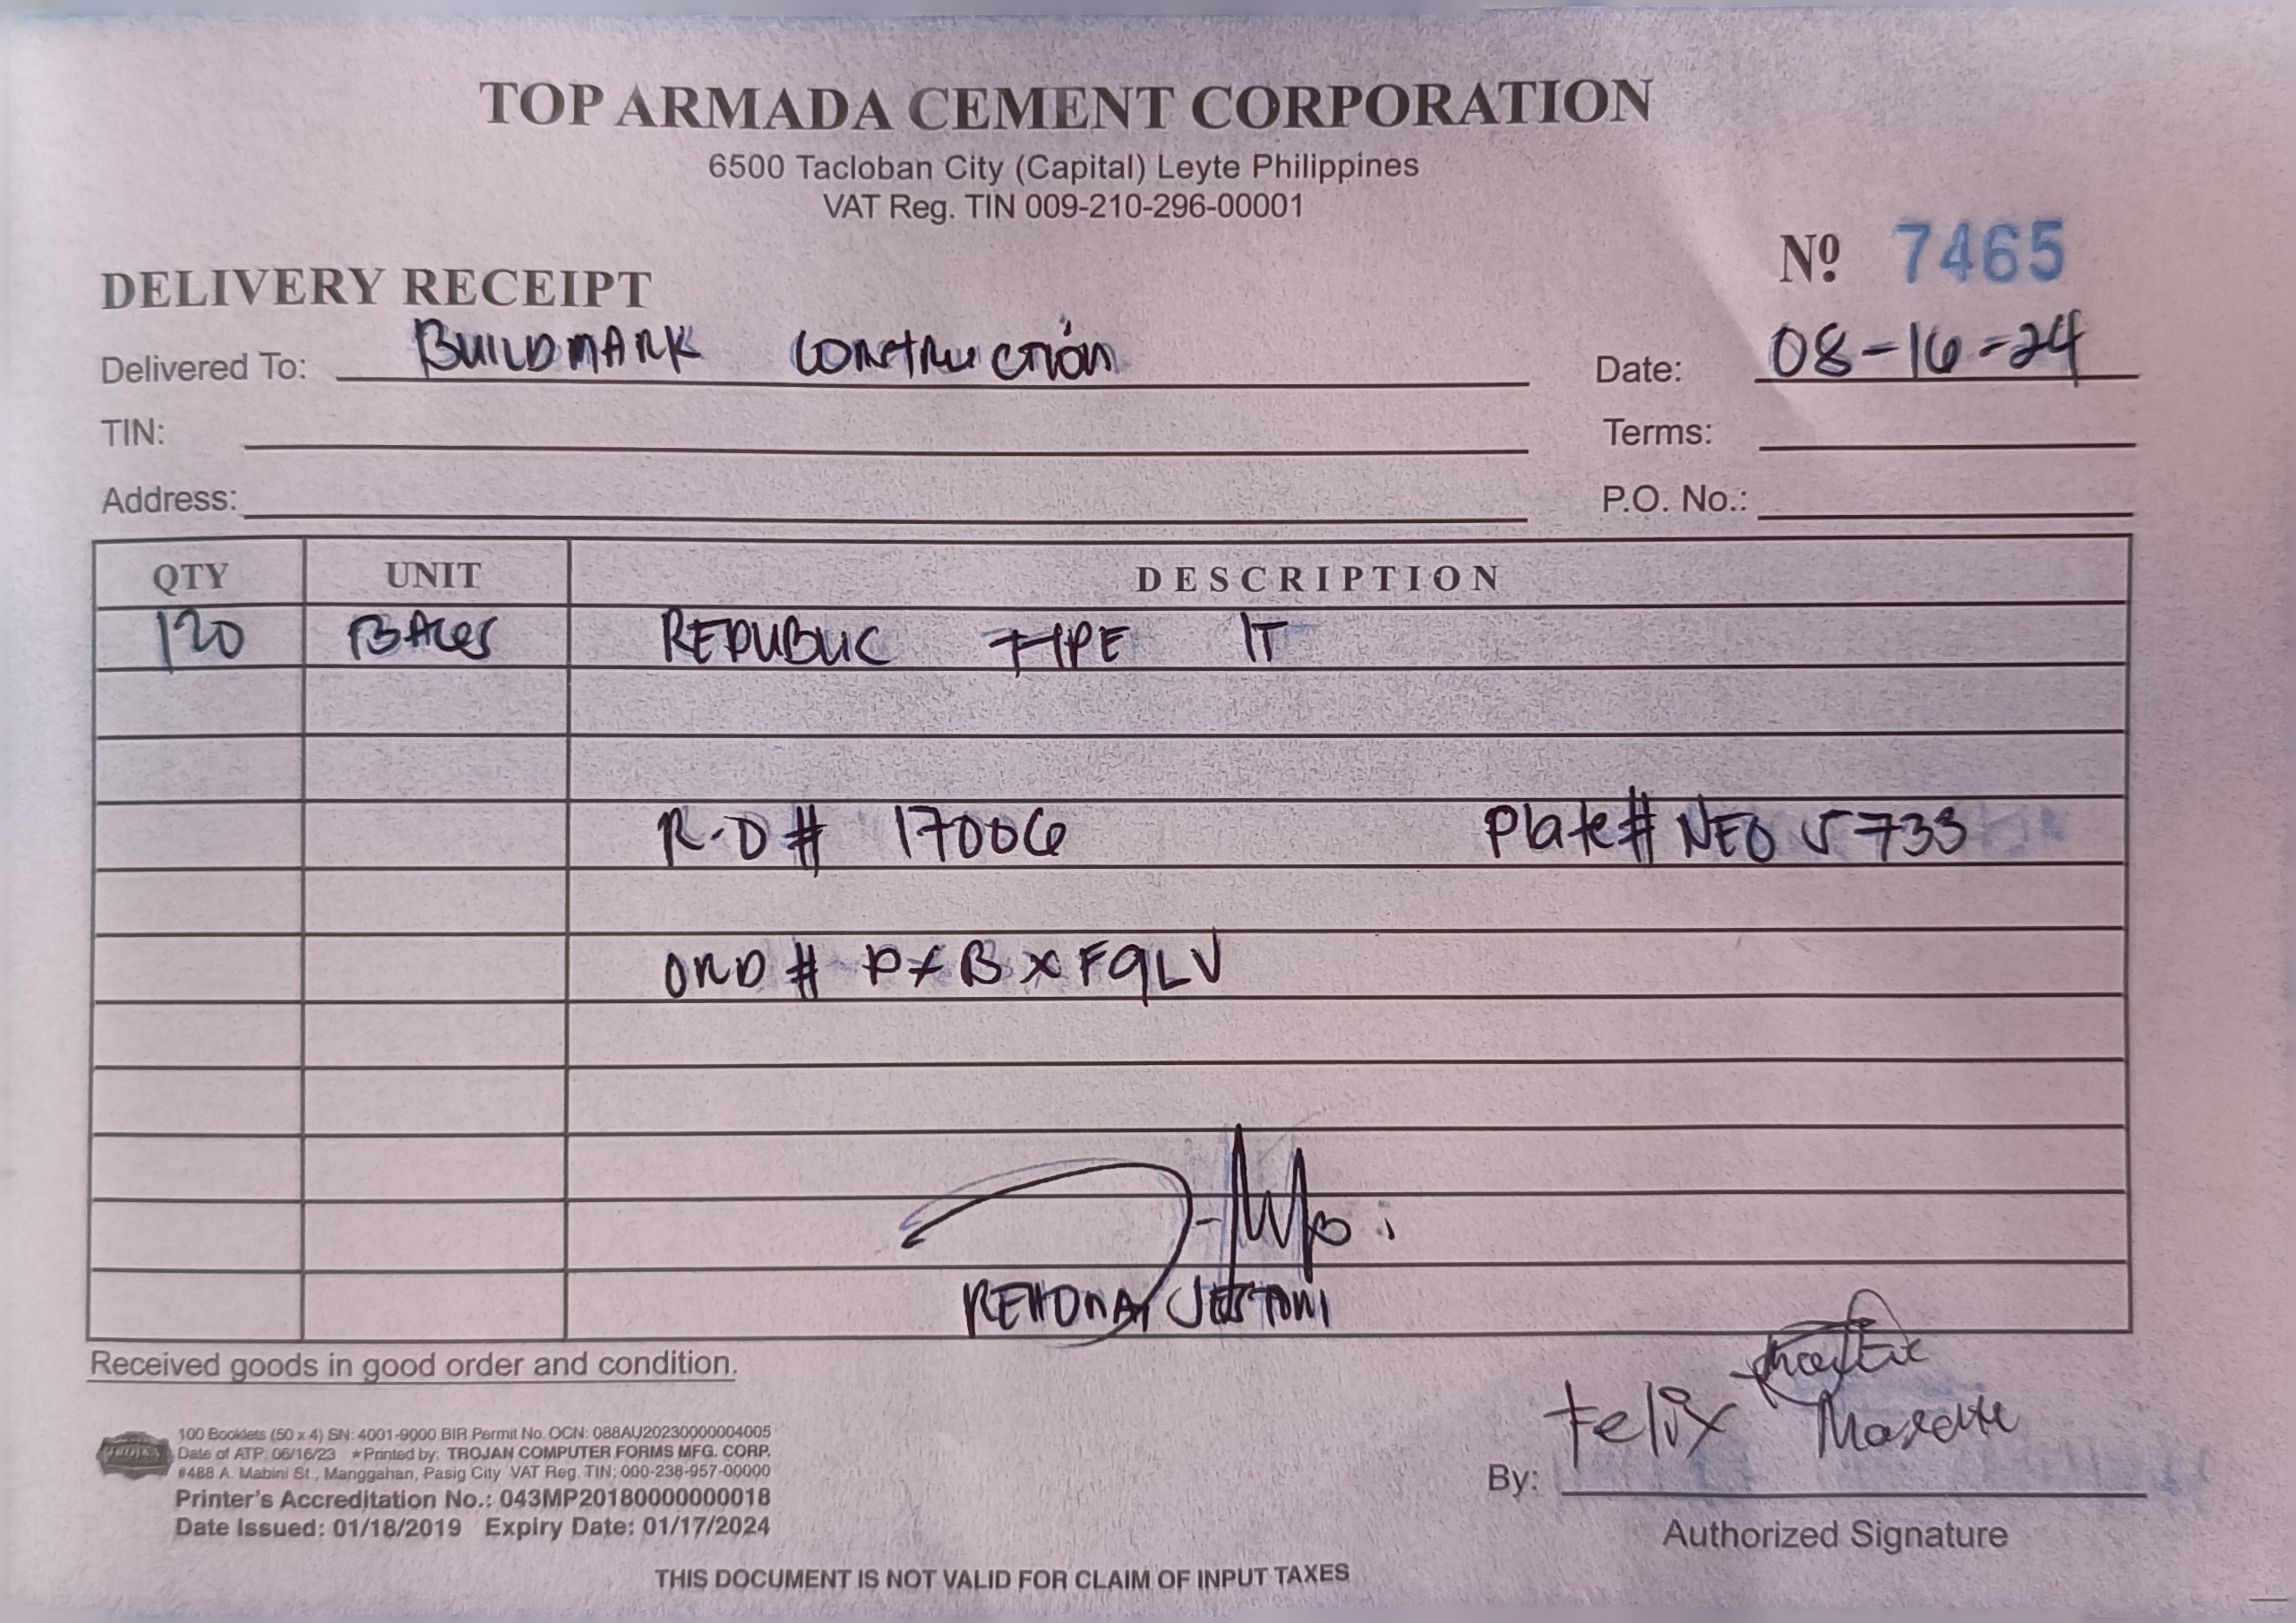 TOP ARMADA CEMENT CORPORATION
6500 Tacloban City (Capital) Leyte Philippines
VAT Reg. TIN 009-210-296-00001
Nº 7465
DELIVERY RECEIPT
Delivered To: BUILDMARK CONSTRUCTION Date: 08-16-24
TIN: Terms:
Address: P.O. No.:
QTY UNIT DESCRIPTION
120 BAGS REPUBLIC TYPE 1T
R.D # 17006 Plate# NEO 5733
ORD #
JESTONI
Received goods in good order and condition.
Felix
100 Booklets (50 x 4) SN: 4001-9000 BIR Permit No. OCN: 088AU20230000004005
Date of ATP: 06/16/23 ★Printed by: TROJAN COMPUTER FORMS MFG. CORP.
#488 A. Mabini St., Manggahan, Pasig City VAT Reg. TIN: 000-238-957-00000
Printer's Accreditation No.: 043MP20180000000018
Date Issued: 01/18/2019 Expiry Date: 01/17/2024
By:
Authorized Signature
THIS DOCUMENT IS NOT VALID FOR CLAIM OF INPUT TAXES